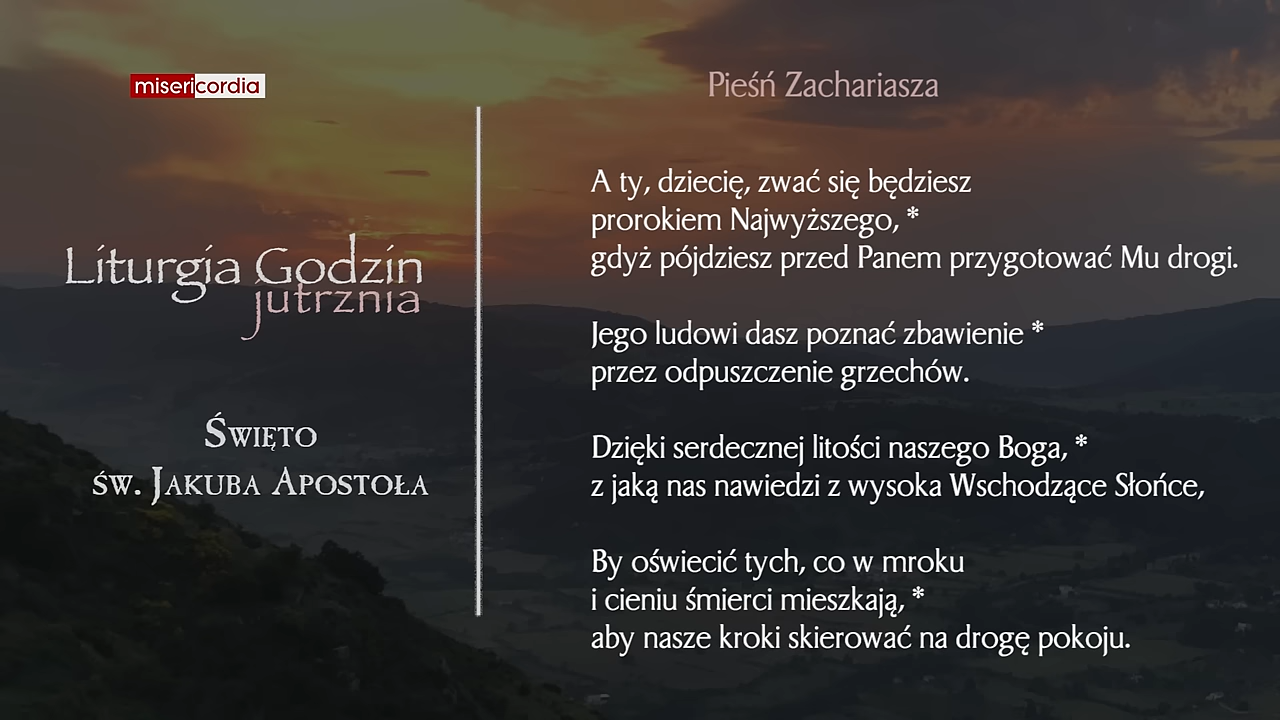 misericordia
Liturgia Godzin
jutrznia
Święto
św. Jakuba Apostoła
Pieśń Zachariasza
A ty, dziecię, zwać się będziesz
prorokiem Najwyższego, *
gdyż pójdziesz przed Panem przygotować Mu drogi.
Jego ludowi dasz poznać zbawienie *
przez odpuszczenie grzechów.
Dzięki serdecznej litości naszego Boga, *
z jaką nas nawiedzi z wysoka Wschodzące Słońce,
By oświecić tych, co w mroku
i cieniu śmierci mieszkają, *
aby nasze kroki skierować na drogę pokoju.